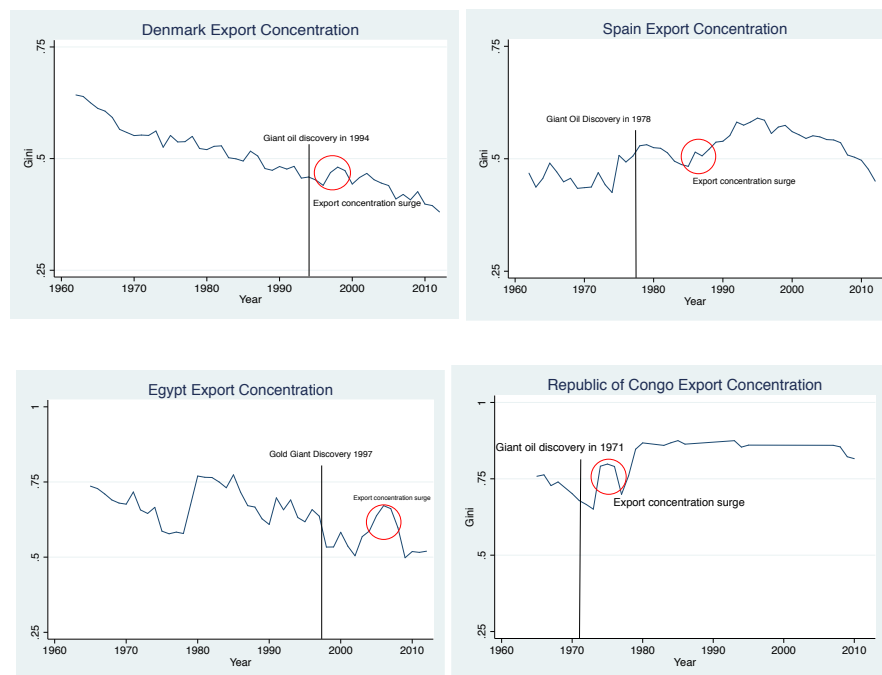 Denmark Export Concentration
.75
.5
.25
Gini
Giant oil discovery in 1994
Export concentration surge
1960 1970 1980 1990 2000 2010
Year
Spain Export Concentration
.75
.5
.25
Gini
Giant Oil Discovery in 1978
Export concentration surge
1960 1970 1980 1990 2000 2010
Year
Egypt Export Concentration
1
.75
.5
.25
Gold Giant Discovery 1997
Export concentration surge
1960 1970 1980 1990 2000 2010
Year
Republic of Congo Export Concentration
1
.75
.5
.25
Gini
Giant oil discovery in 1971
Export concentration surge
1960 1970 1980 1990 2000 2010
Year